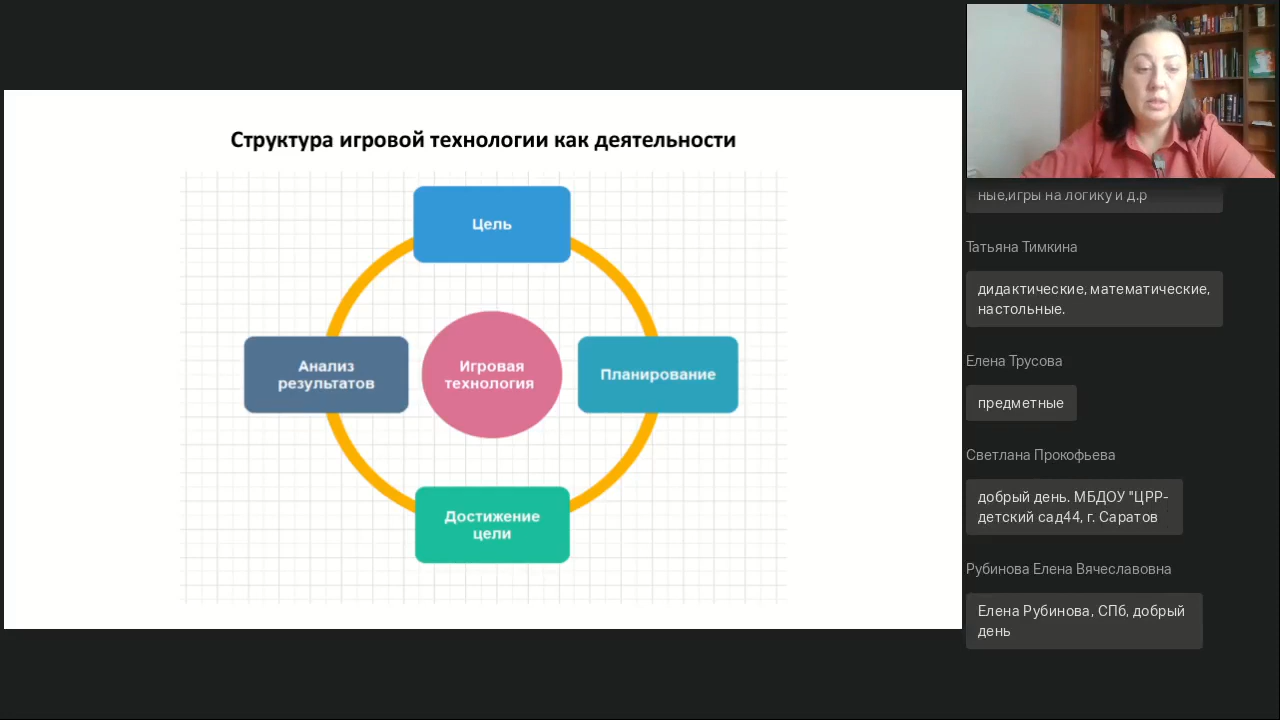 Структура игровой технологии как деятельности
Цель
Анализ
результатов
Игровая
технология
Планирование
Достижение
цели
ные,игры на логику и д.р
Татьяна Тимкина
дидактические, математические,
настольные.
Елена Трусова
предметные
Светлана Прокофьева
добрый день. МБДОУ "ЦРР-
детский сад44, г. Саратов
Рубинова Елена Вячеславовна
Елена Рубинова, СПб, добрый
день